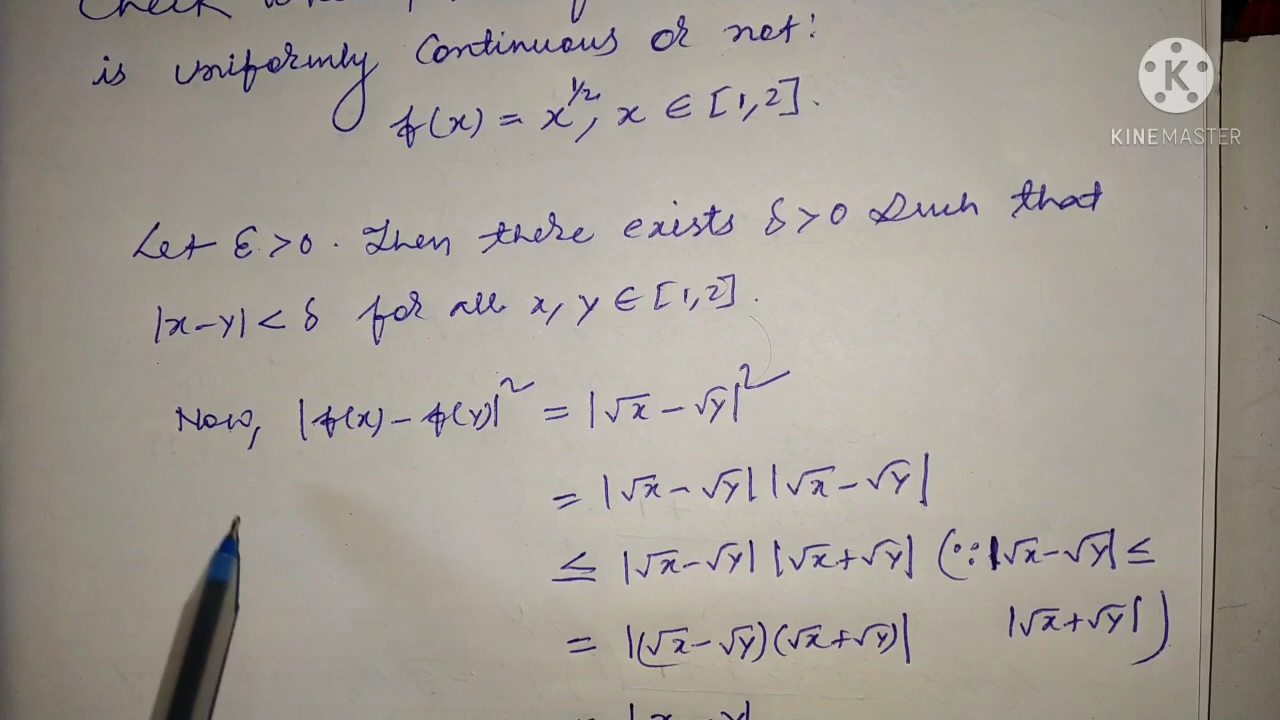 Check
is uniformly Continuous or not:
f(x) = x^{1/2}, x ∈ [1,2].
K
KINEMASTER
Let ε>0. Then there exists δ>0 Such that
|x-y| < δ for all x, y ∈ [1,2].
Now, |f(x) - f(y)|² = |√x - √y|²
= |√x - √y| |√x - √y|
≤ |√x - √y| |√x + √y| (∵ |√x - √y| ≤
= |(√x - √y)(√x + √y)| |√x + √y|)